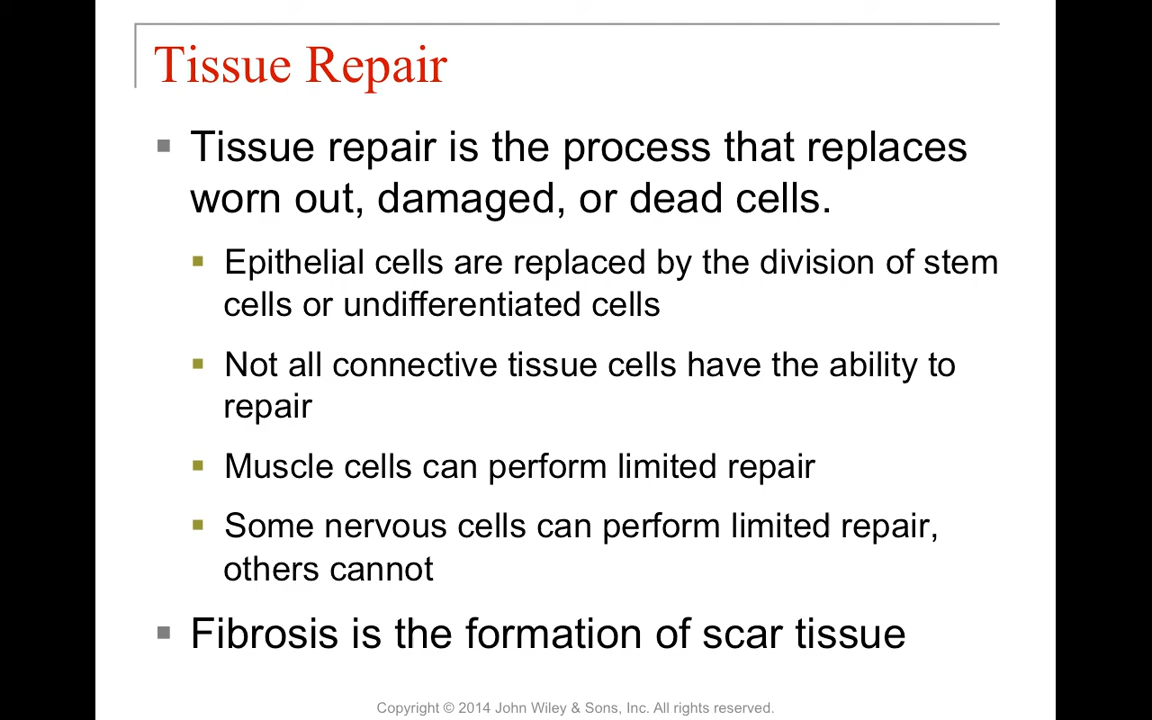 Tissue Repair
Tissue repair is the process that replaces
worn out, damaged, or dead cells.
Epithelial cells are replaced by the division of stem
cells or undifferentiated cells
Not all connective tissue cells have the ability to
repair
Muscle cells can perform limited repair
Some nervous cells can perform limited repair,
others cannot
Fibrosis is the formation of scar tissue
Copyright © 2014 John Wiley & Sons, Inc. All rights reserved.